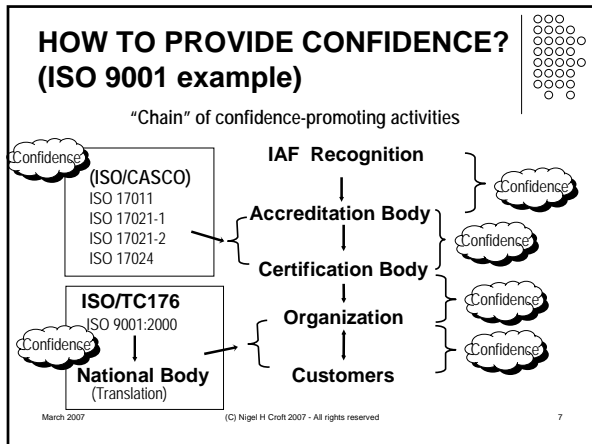 HOW TO PROVIDE CONFIDENCE?
(ISO 9001 example)
“Chain” of confidence-promoting activities
Confidence
(ISO/CASCO)
ISO 17011
ISO 17021-1
ISO 17021-2
ISO 17024
IAF Recognition
Confidence
Accreditation Body
Confidence
Certification Body
ISO/TC176
ISO 9001:2000
Confidence
National Body
(Translation)
Confidence
Organization
Confidence
Customers
March 2007
(C) Nigel H Croft 2007 - All rights reserved
7